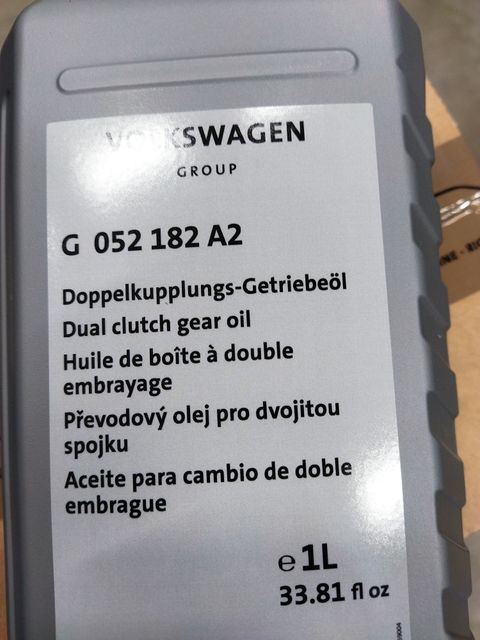 VOLKSWAGEN
GROUP
G 052 182 A2
Doppelkupplungs-Getriebeöl
Dual clutch gear oil
Huile de boîte à double
embrayage
Převodový olej pro dvojitou
spojku
Aceite para cambio de doble
embrague
e 1L
33.81 fl oz